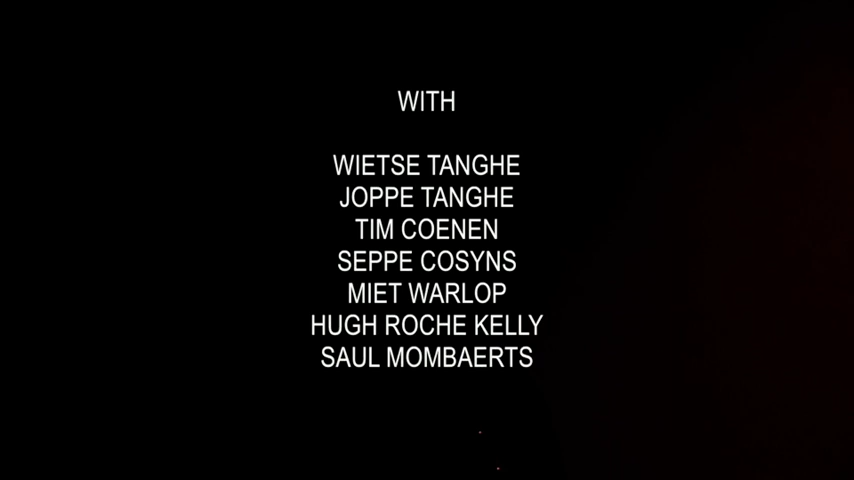 WITH
WIETSE TANGHE
JOPPE TANGHE
TIM COENEN
SEPPE COSYNS
MIET WARLOP
HUGH ROCHE KELLY
SAUL MOMBAERTS